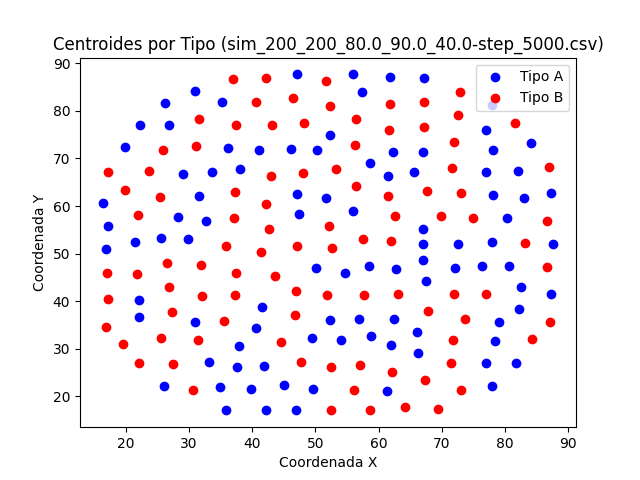 Centroides por Tipo (sim_200_200_80.0_90.0_40.0-step_5000.csv)
Tipo A
Tipo B
90
80
70
60
50
40
30
20
Coordenada Y
20 30 40 50 60 70 80 90
Coordenada X